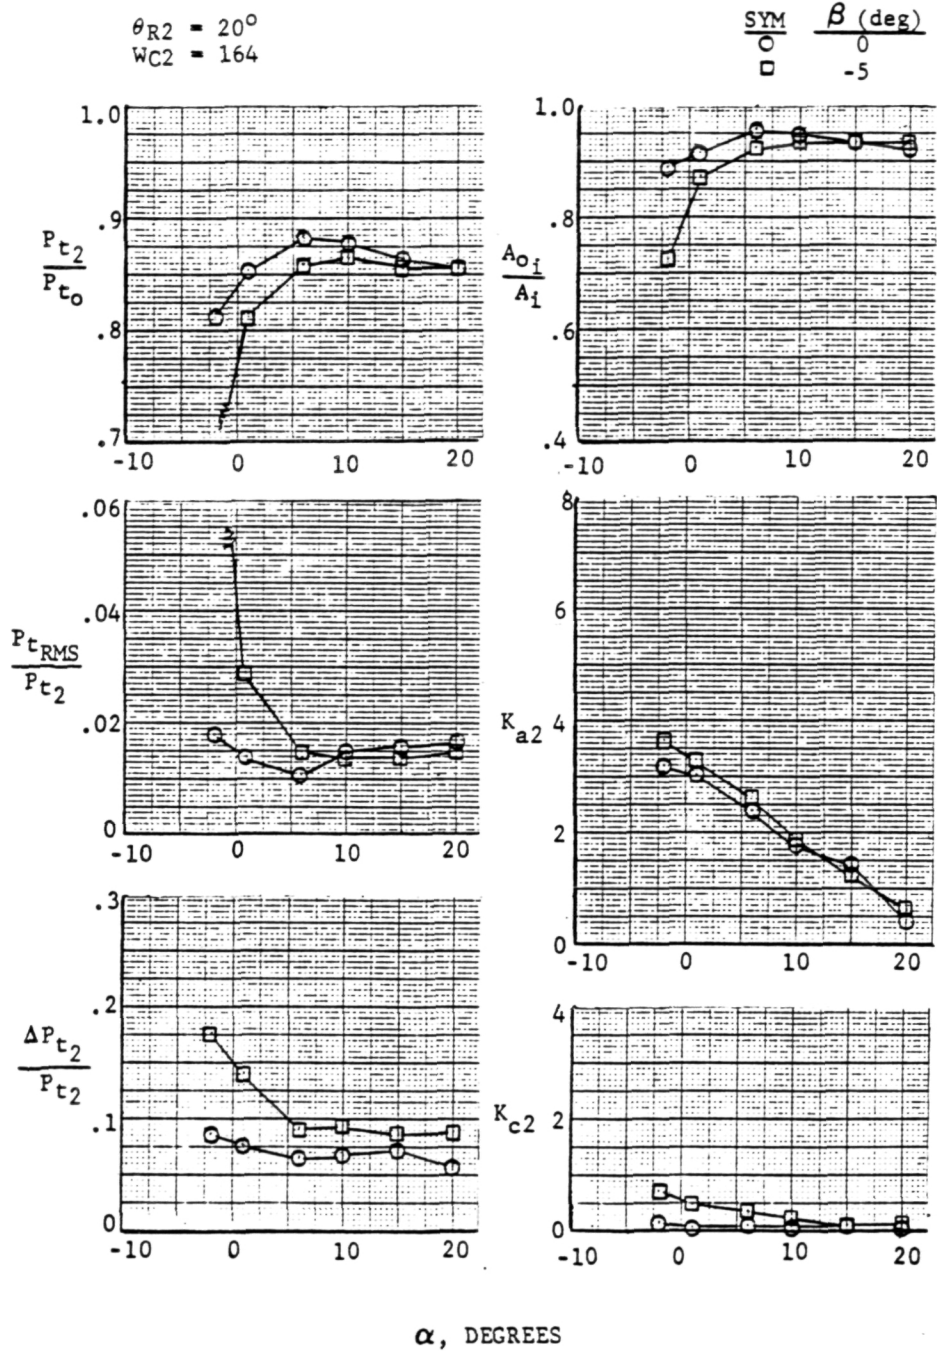 θR2 = 20°
WC2 = 164
SYM β (deg)
0
-5
1.0
.9
.8
.7
-10 0 10 20
Pt2
Pto
1.0
.8
.6
.4
-10 0 10 20
Aoi
Ai
.06
.04
.02
0
-10 0 10 20
PtRMS
Pt2
8
6
4
2
0
-10 0 10 20
Ka2
.3
.2
.1
0
-10 0 10 20
ΔPt2
Pt2
4
2
0
-10 0 10 20
Kc2
α, DEGREES